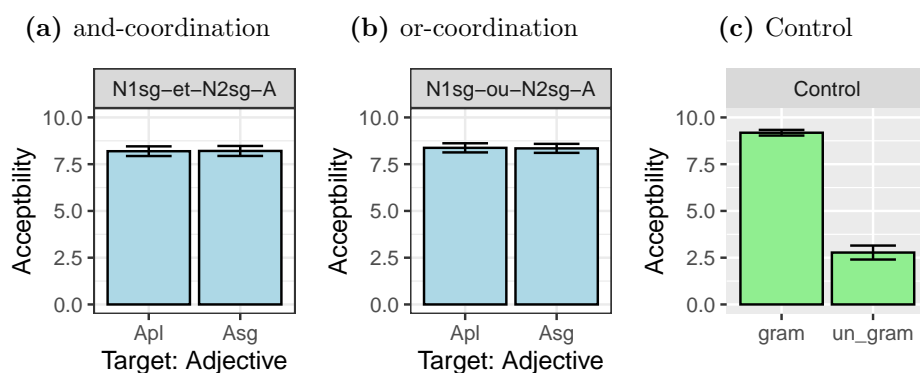 (a) and-coordination
N1sg-et-N2sg-A
Acceptbility
10.0
7.5
5.0
2.5
0.0
Apl Asg
Target: Adjective
(b) or-coordination
N1sg-ou-N2sg-A
Acceptbility
10.0
7.5
5.0
2.5
0.0
Apl Asg
Target: Adjective
(c) Control
Control
Acceptbility
10.0
7.5
5.0
2.5
0.0
gram un_gram